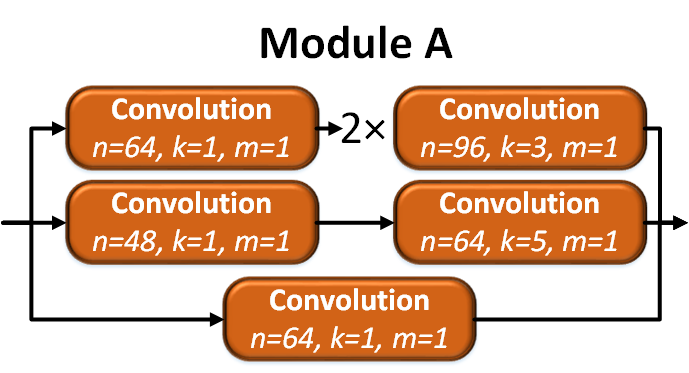 Module A
Convolution
n=64, k=1, m=1
2×
Convolution
n=96, k=3, m=1
Convolution
n=48, k=1, m=1
Convolution
n=64, k=5, m=1
Convolution
n=64, k=1, m=1